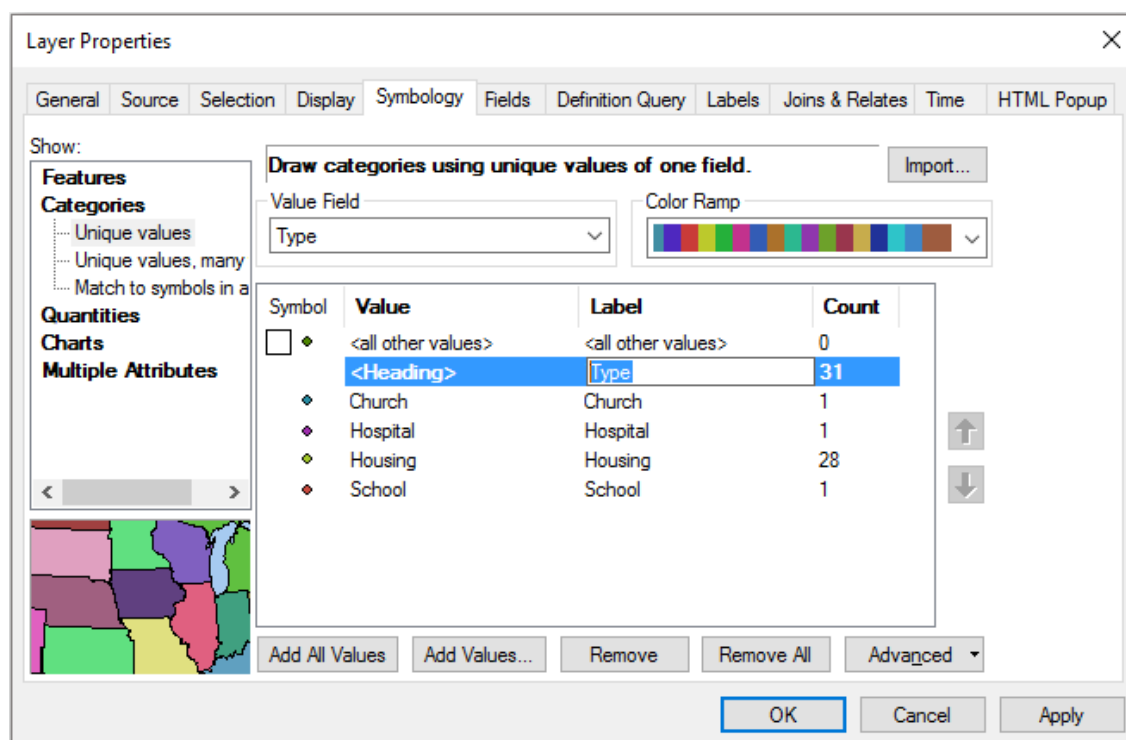 Layer Properties
General Source Selection Display Symbology Fields Definition Query Labels Joins & Relates Time HTML Popup
Show:
Features
Categories
Unique values
Unique values, many
Match to symbols in a
Quantities
Charts
Multiple Attributes
Draw categories using unique values of one field.
Import...
Value Field
Type
Color Ramp
Symbol Value Label Count
<all other values> <all other values> 0
<Heading> Type 31
Church Church 1
Hospital Hospital 1
Housing Housing 28
School School 1
Add All Values Add Values... Remove Remove All Advanced
OK Cancel Apply